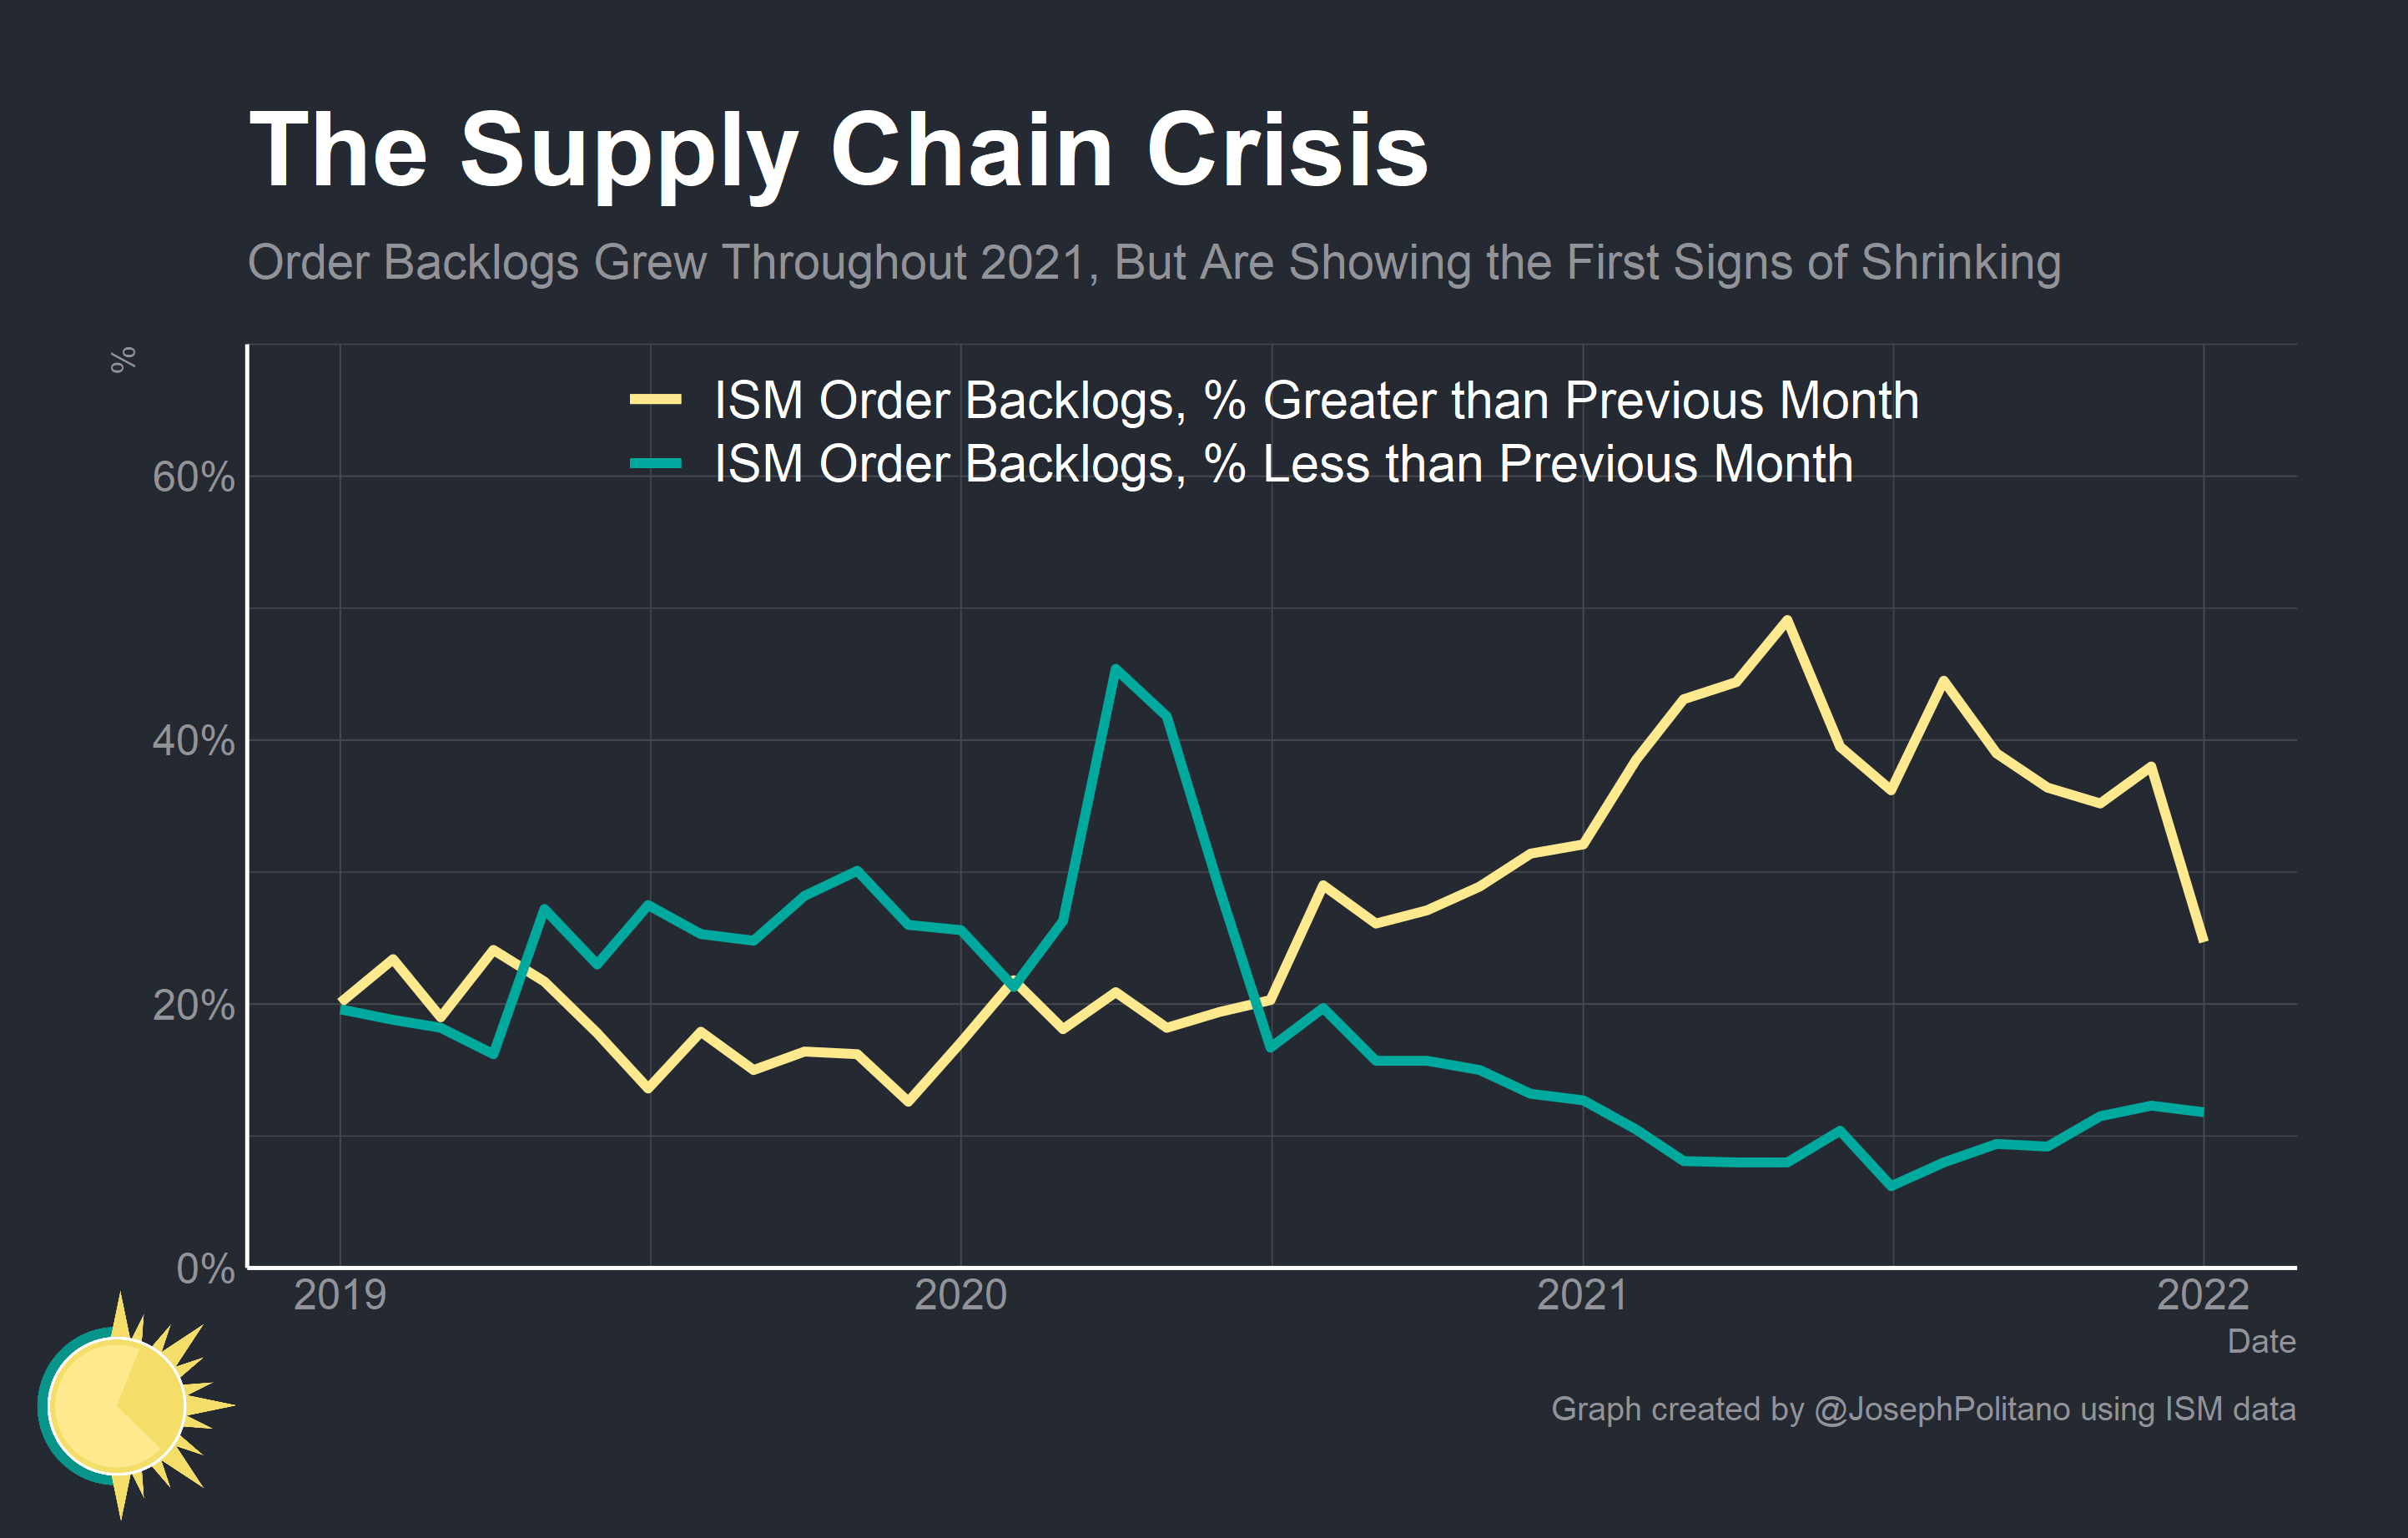 The Supply Chain Crisis
Order Backlogs Grew Throughout 2021, But Are Showing the First Signs of Shrinking
%
ISM Order Backlogs, % Greater than Previous Month
ISM Order Backlogs, % Less than Previous Month
60%
40%
20%
0%
2019 2020 2021 2022
Date
Graph created by @JosephPolitano using ISM data